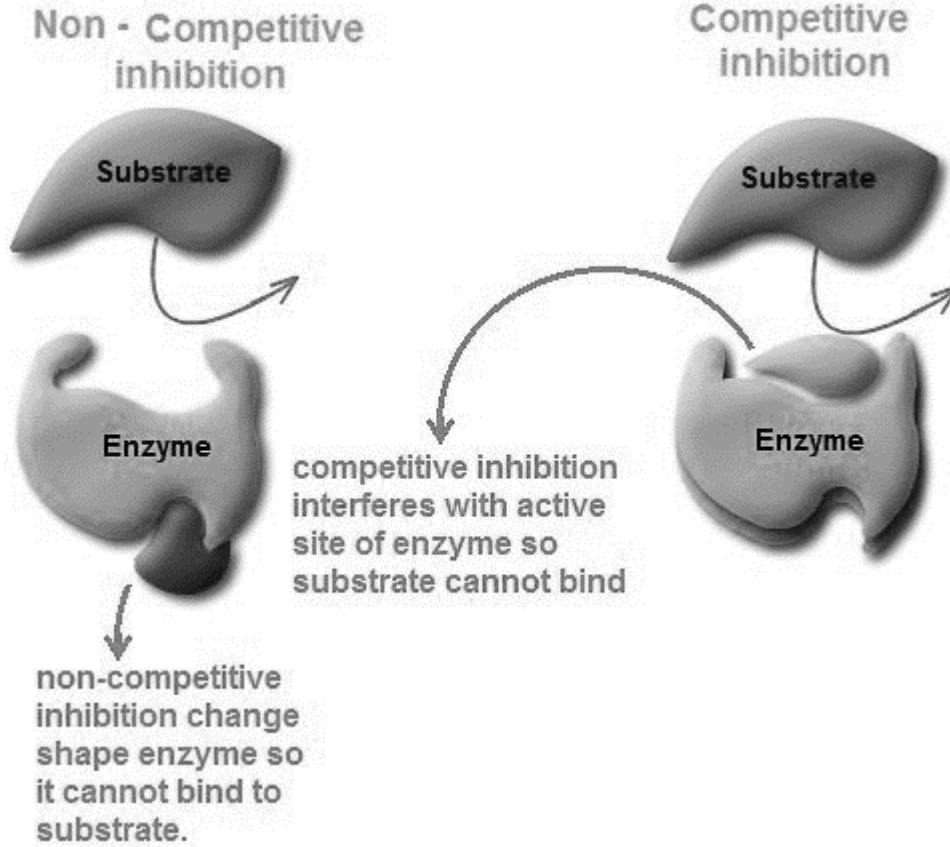 Non - Competitive
inhibition
Substrate
Enzyme
non-competitive
inhibition change
shape enzyme so
it cannot bind to
substrate.
Competitive
inhibition
Substrate
Enzyme
competitive inhibition
interferes with active
site of enzyme so
substrate cannot bind